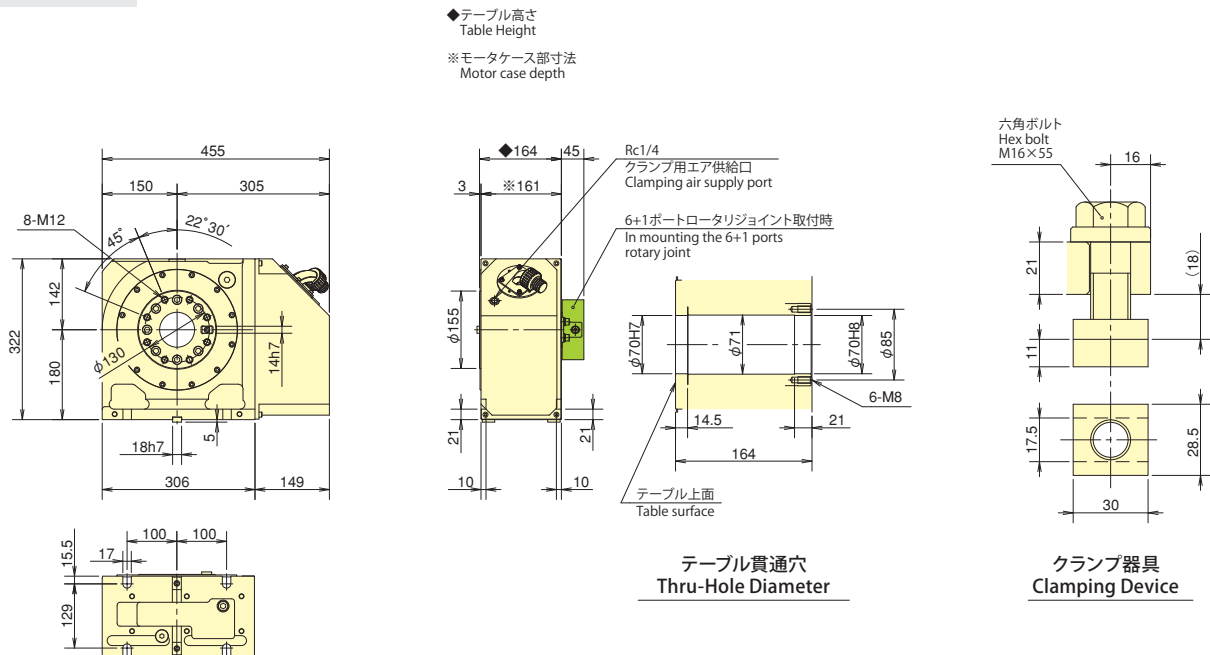 ◆テーブル高さ
Table Height
※モータケース部寸法
Motor case depth
455
150
305
8-M12
45°
22°30′
322
142
180
φ130
14h7
18h7
5
306
149
◆164
45
3
※161
Rc1/4
クランプ用エア供給口
Clamping air supply port
6+1ポートロータリジョイント取付時
In mounting the 6+1 ports
rotary joint
φ155
21
21
10
10
φ70H7
φ71
φ70H8
φ85
6-M8
14.5
21
164
テーブル上面
Table surface
テーブル貫通穴
Thru-Hole Diameter
六角ボルト
Hex bolt
M16×55
16
21
(18)
11
17.5
28.5
30
クランプ器具
Clamping Device
100
100
15.5
17
129